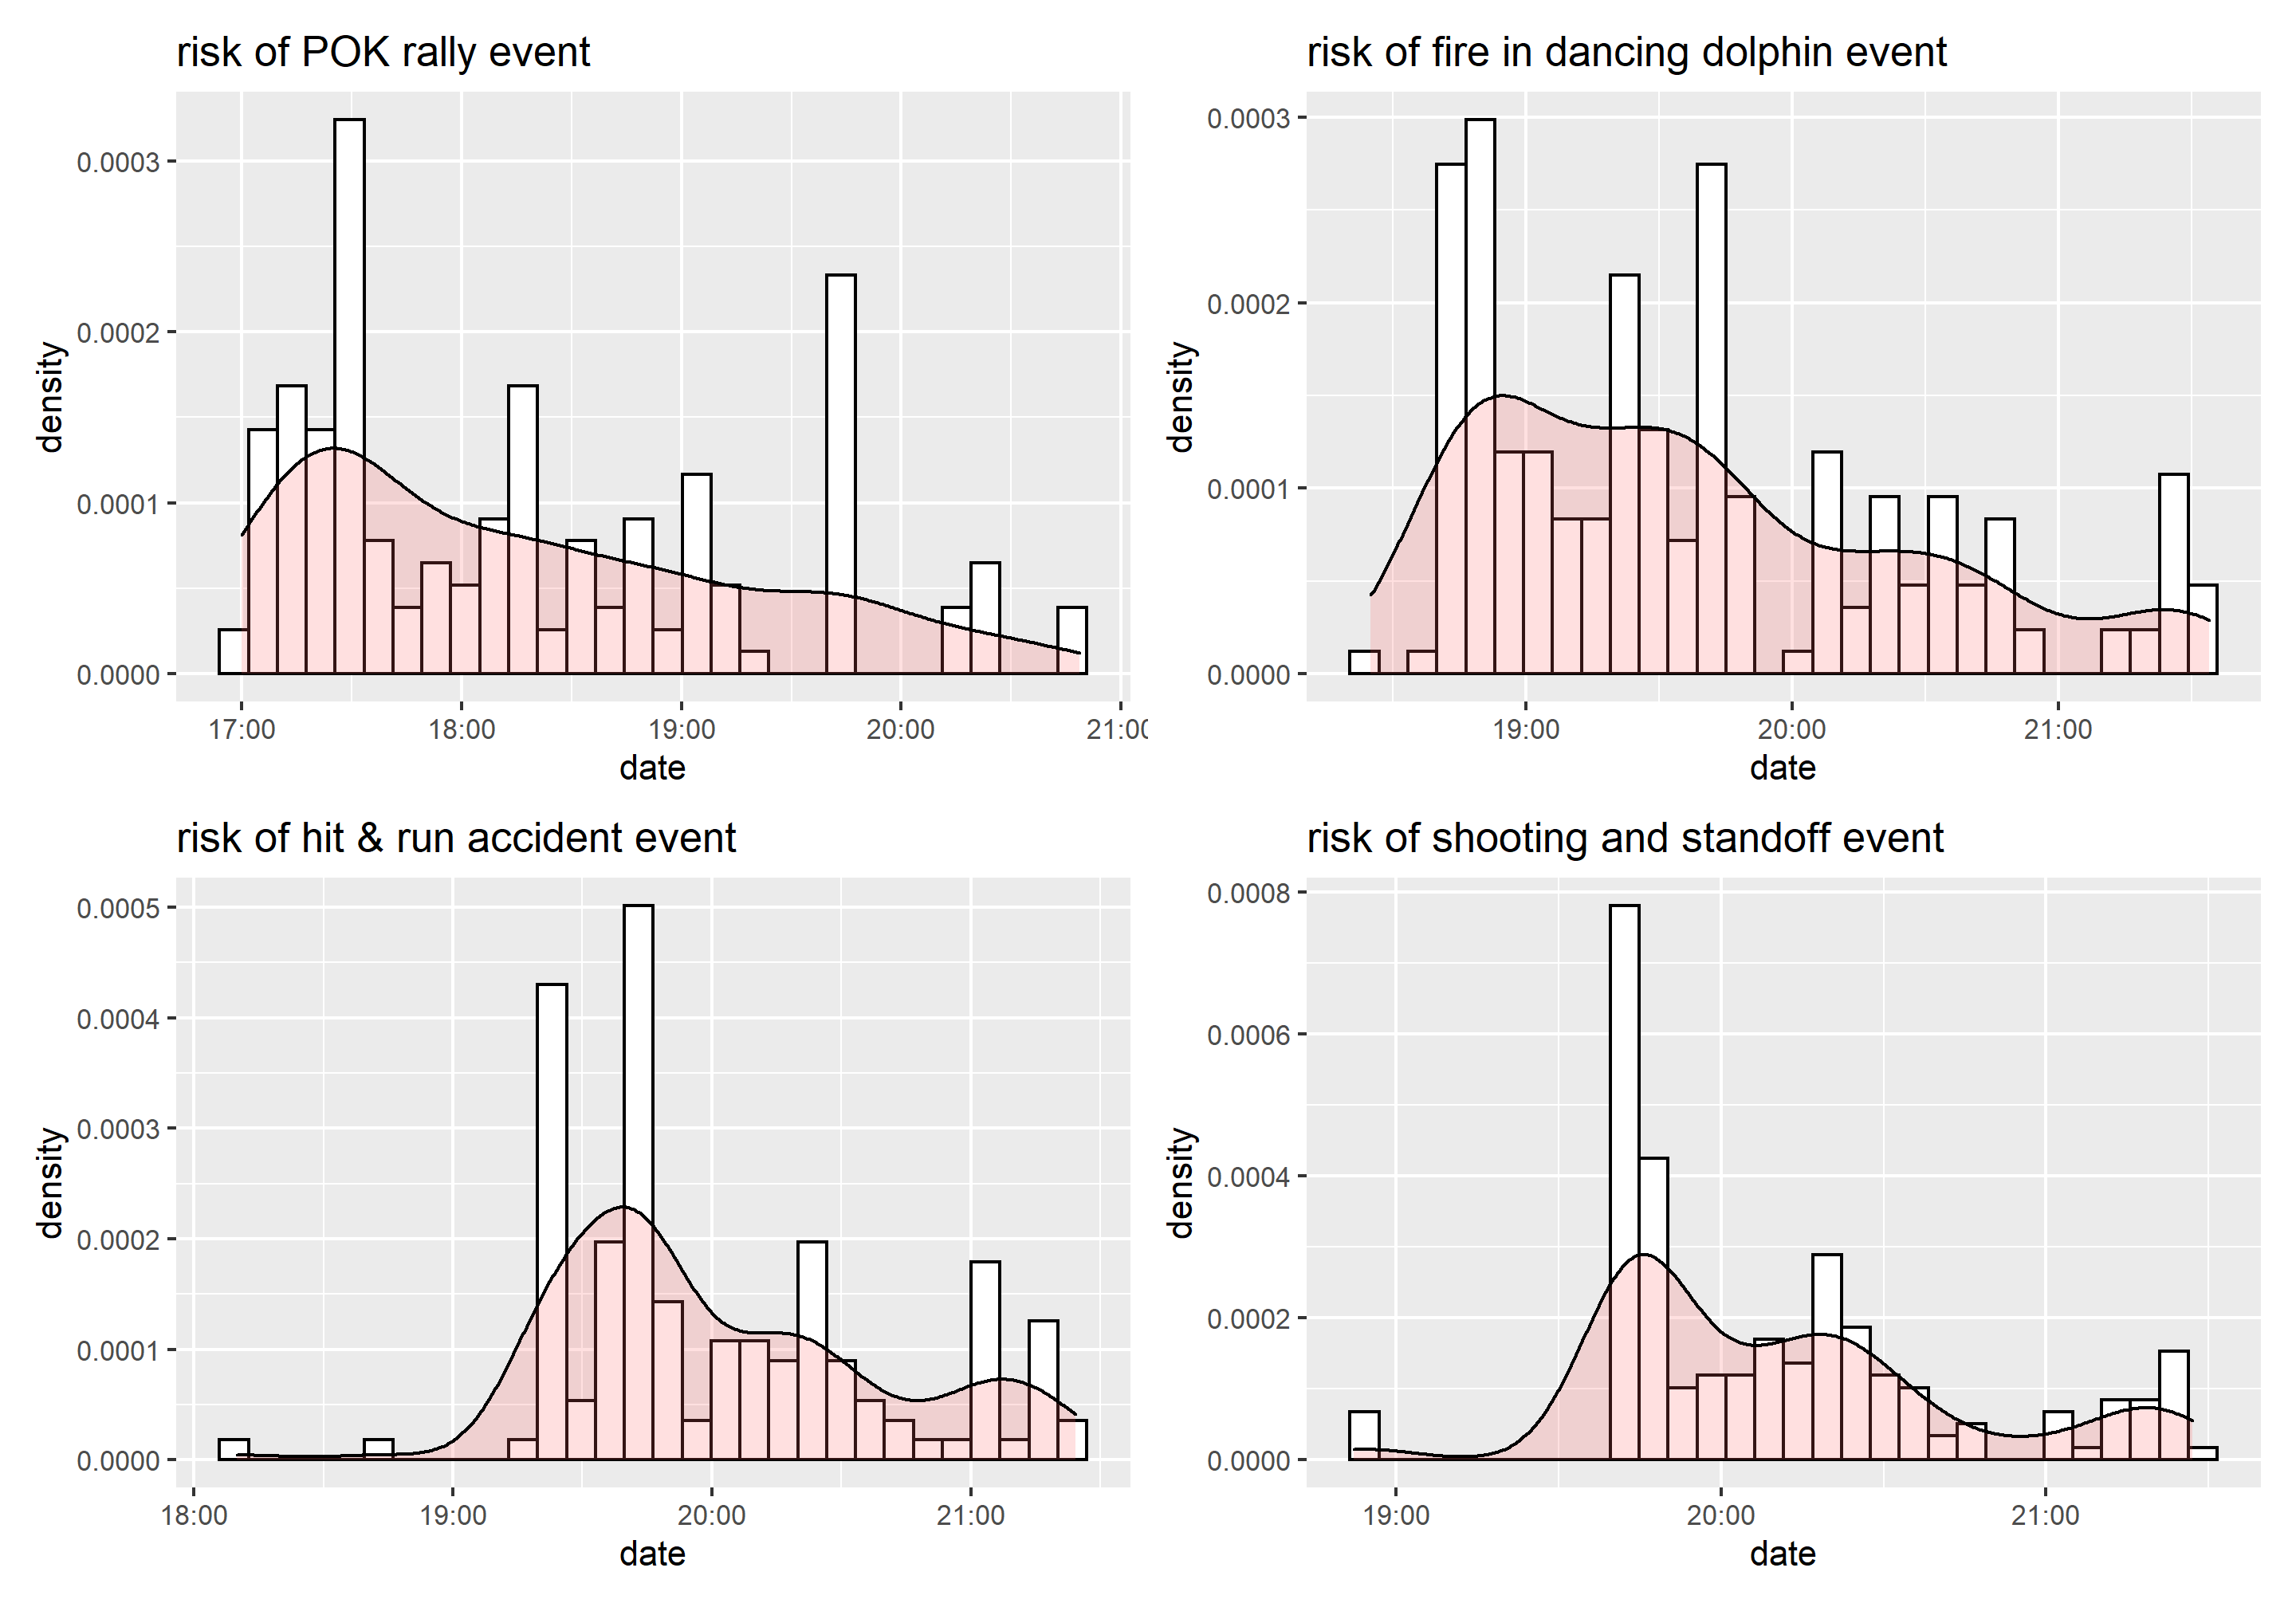 risk of POK rally event
density
0.0003
0.0002
0.0001
0.0000
17:00 18:00 19:00 20:00 21:00
date
risk of fire in dancing dolphin event
density
0.0003
0.0002
0.0001
0.0000
19:00 20:00 21:00
date
risk of hit & run accident event
density
0.0005
0.0004
0.0003
0.0002
0.0001
0.0000
18:00 19:00 20:00 21:00
date
risk of shooting and standoff event
density
0.0008
0.0006
0.0004
0.0002
0.0000
19:00 20:00 21:00
date